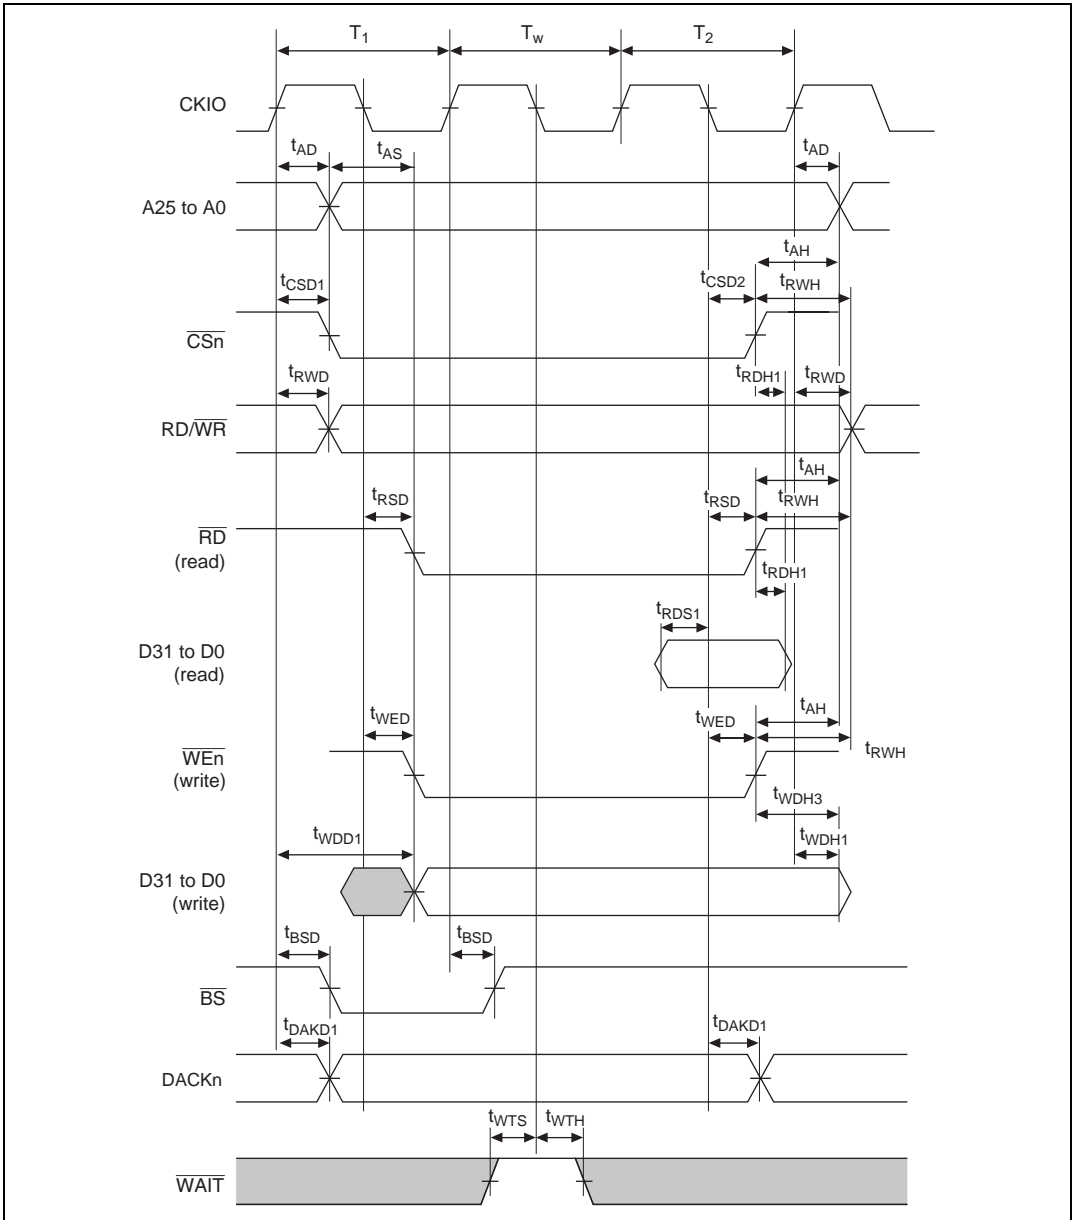 T1 Tw T2
CKIO
tAD tAS tAD
A25 to A0
tAH
tCSD1 tCSD2 tRWH
CSn
tRWD tRDH1 tRWD
RD/WR
tAH
tRSD tRSD tRWH
RD
(read)
tRDH1
tRDS1
D31 to D0
(read)
tAH
tWED tWED
tRWH
WEn
(write)
tWDH3
tWDD1 tWDH1
D31 to D0
(write)
tBSD tBSD
BS
tDAKD1 tDAKD1
DACKn
tWTS tWTH
WAIT